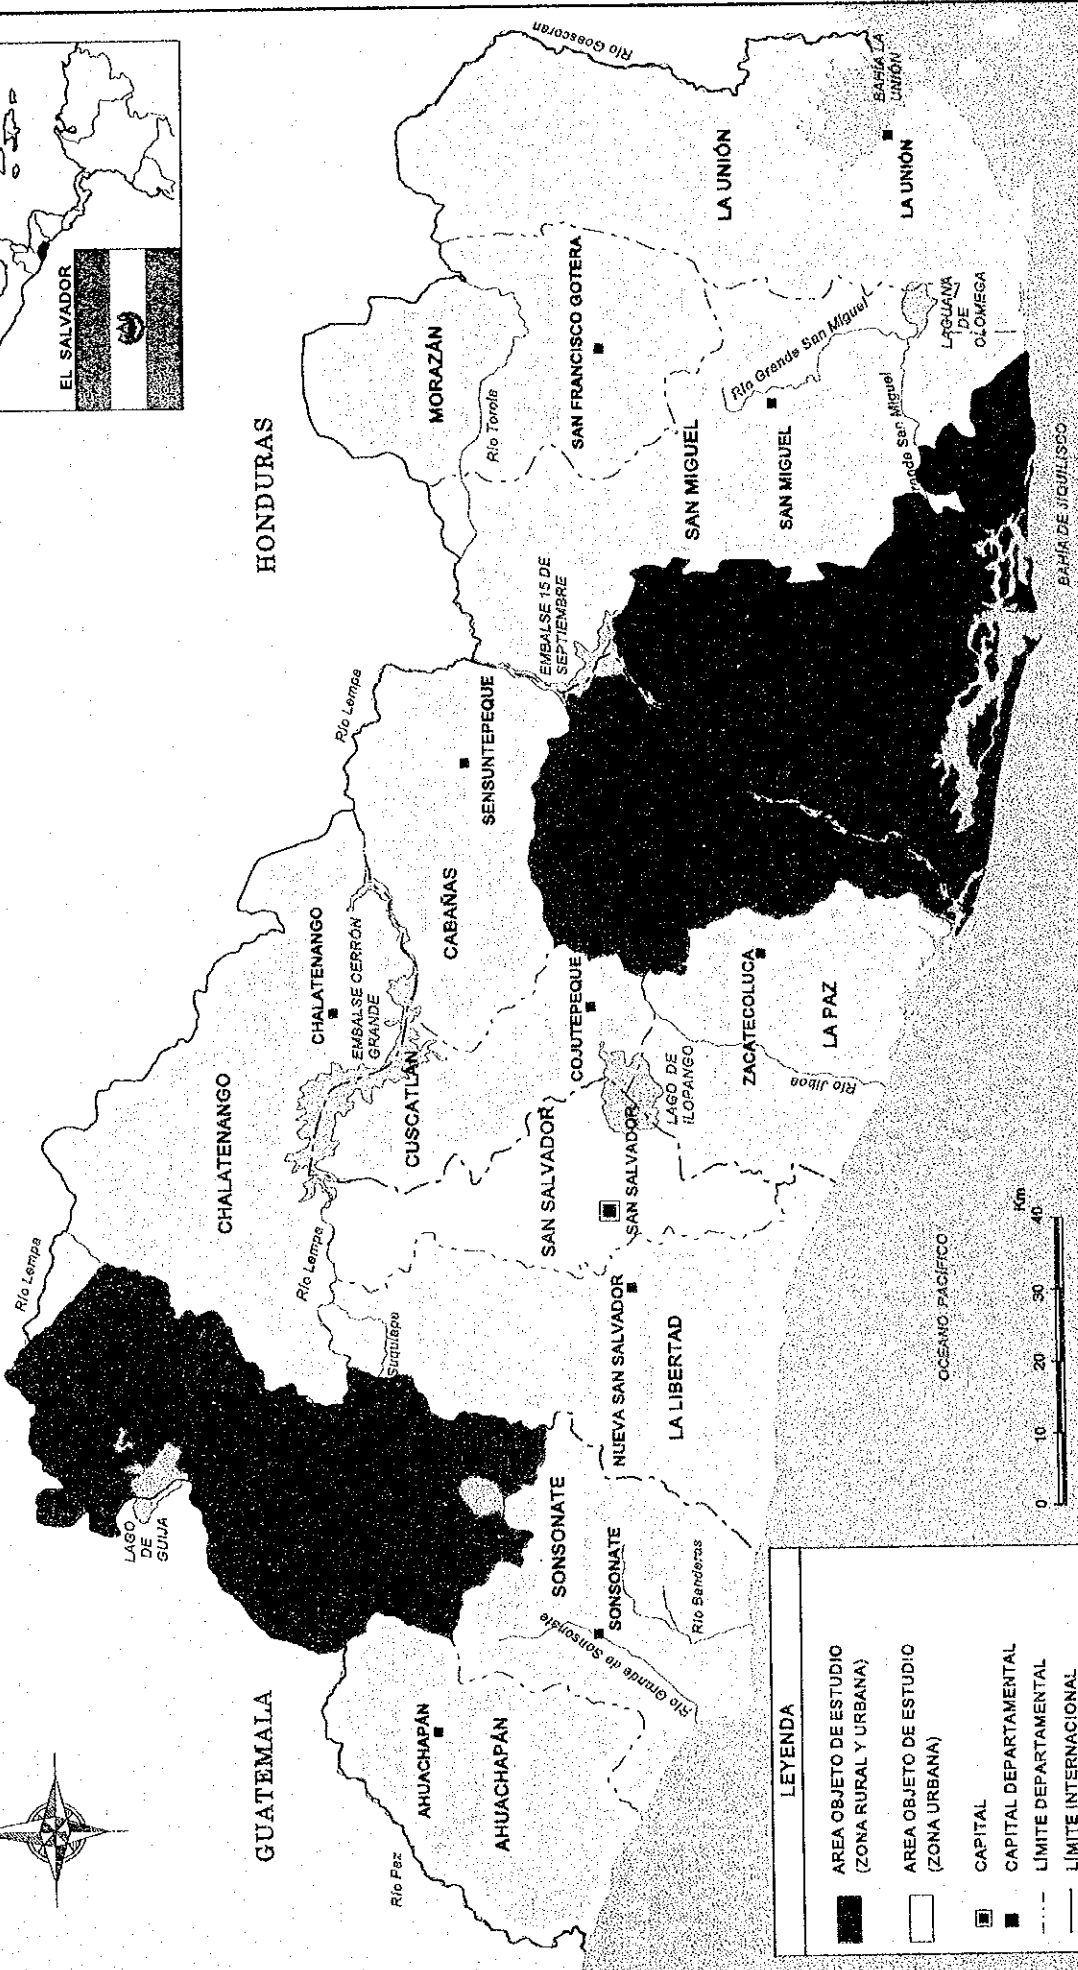 EL SALVADOR
HONDURAS
GUATEMALA
Río Lempa
Río Goascoran
CHALATENANGO
CHALATENANGO
EMBALSE CERRÓN
GRANDE
Río Lempa
MORAZÁN
Río Torola
LAGO
DE
GUIJA
Río Lempa
Suquiapa
CUSCATLÁN
CABAÑAS
SENSUNTEPEQUE
EMBALSE 15 DE
SEPTIEMBRE
SAN FRANCISCO GOTERA
LA UNIÓN
Río Paz
AHUACHAPÁN
AHUACHAPÁN
SONSONATE
SONSONATE
Río Grande de Sonsonate
Río Banderas
SAN SALVADOR
SAN SALVADOR
COJUTEPEQUE
LAGO DE
ILOPANGO
NUEVA SAN SALVADOR
LA LIBERTAD
ZACATECOLUCA
LA PAZ
Río Jiboa
SAN MIGUEL
SAN MIGUEL
Río Grande San Miguel
rande San Miguel
LAGUANA
DE
OLOMEGA
BAHÍA LA
UNIÓN
LA UNIÓN
BAHÍA DE JIQUILISCO
OCEANO PACÍFICO
0 10 20 30 40 Km
LEYENDA
AREA OBJETO DE ESTUDIO
(ZONA RURAL Y URBANA)
AREA OBJETO DE ESTUDIO
(ZONA URBANA)
CAPITAL
CAPITAL DEPARTAMENTAL
LÍMITE DEPARTAMENTAL
LÍMITE INTERNACIONAL